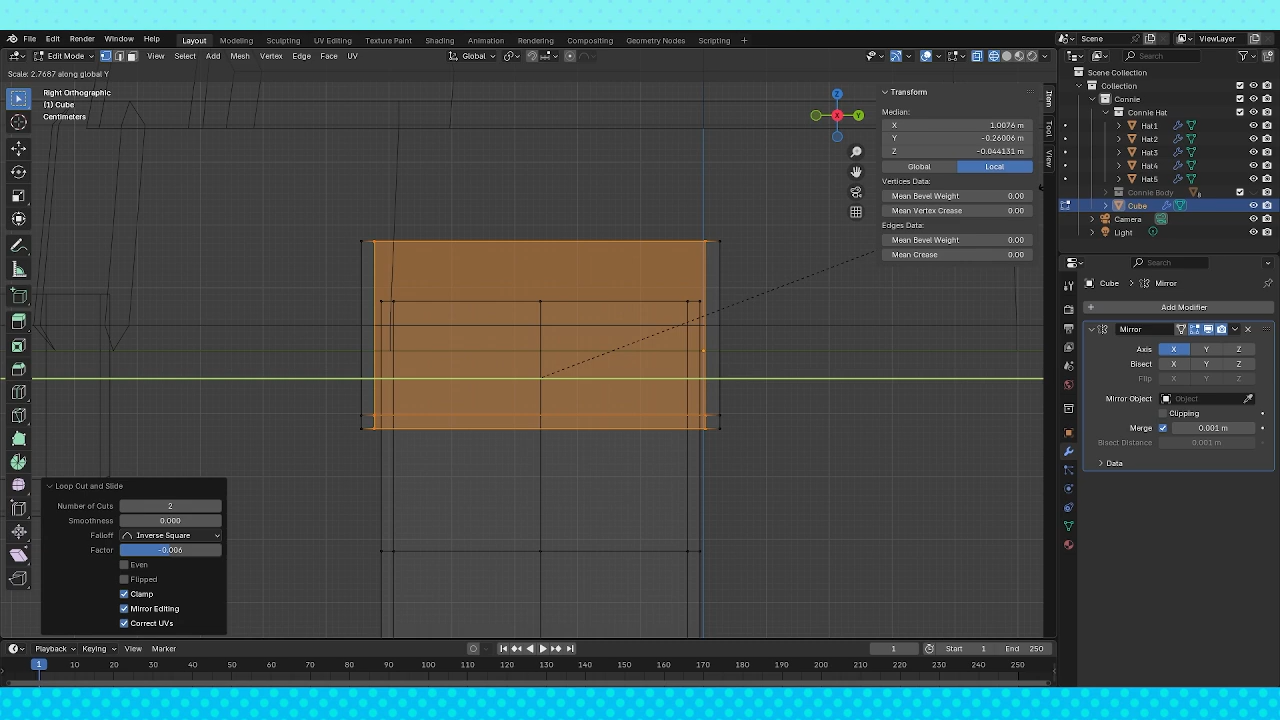 File Edit Render Window Help Layout Modeling Sculpting UV Editing Texture Paint Shading Animation Rendering Compositing Geometry Nodes Scripting + Scene ViewLayer
Edit Mode View Select Add Mesh Vertex Edge Face UV Global Search
Scale: 2.7687 along global Y
Right Orthographic
(1) Cube
Centimeters
Z
Y
X
Transform
Median:
X 1.0076 m
Y -0.26006 m
Z -0.044131 m
Global Local
Vertices Data:
Mean Bevel Weight 0.00
Mean Vertex Crease 0.00
Edges Data:
Mean Bevel Weight 0.00
Mean Crease 0.00
Item
Tool
View
Scene Collection
Collection
Connie
Connie Hat
Hat1
Hat2
Hat3
Hat4
Hat5
Connie Body
Cube
Camera
Light
Search
Cube > Mirror
+ Add Modifier
Mirror
Axis X Y Z
Bisect X Y Z
Flip X Y Z
Mirror Object Object
Clipping
Merge 0.001 m
Bisect Distance 0.001 m
Data
Loop Cut and Slide
Number of Cuts 2
Smoothness 0.000
Falloff Inverse Square
Factor -0.006
Even
Flipped
Clamp
Mirror Editing
Correct UVs
Playback Keying View Marker 1 Start 1 End 250
1 10 20 30 40 50 60 70 80 90 100 110 120 130 140 150 160 170 180 190 200 210 220 230 240 250